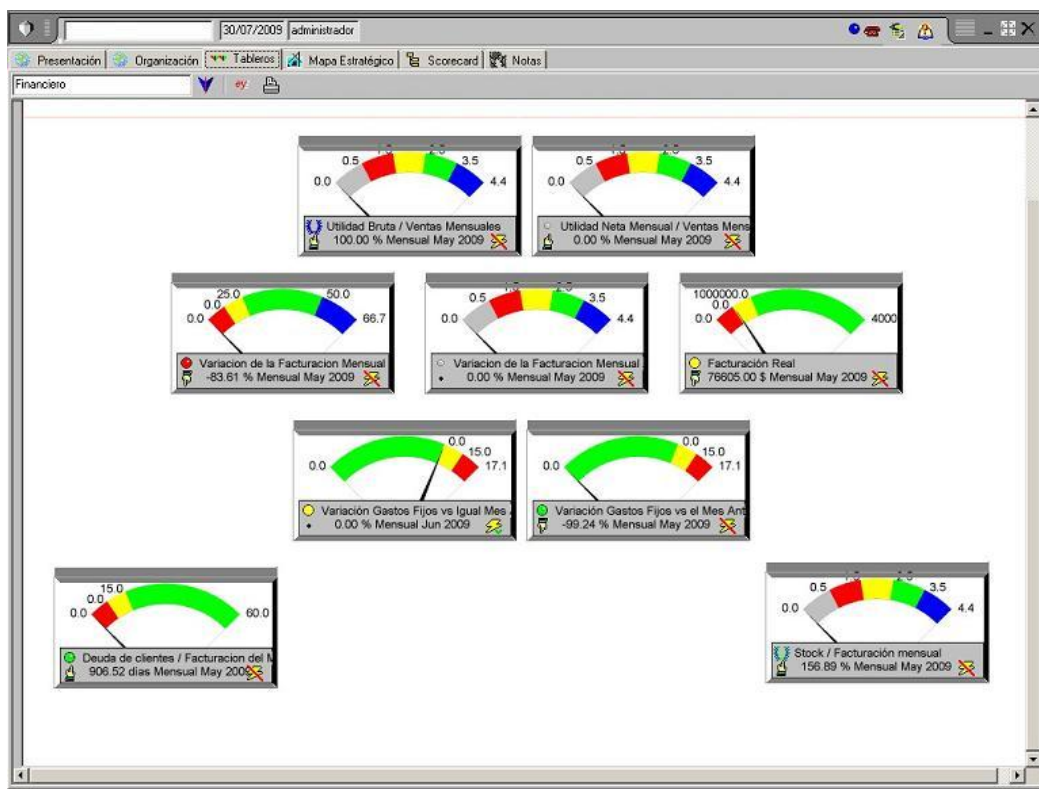 30/07/2009 administrador
Presentación Organización Tableros Mapa Estratégico Scorecard Notas
Financiero
0.0 0.5 3.5 4.4
Utilidad Bruta / Ventas Mensuales
100.00 % Mensual May 2009
0.0 0.5 3.5 4.4
Utilidad Neta Mensual / Ventas Mens
0.00 % Mensual May 2009
0.0 0.0 25.0 50.0 66.7
Variacion de la Facturacion Mensual
-83.61 % Mensual May 2009
0.0 0.5 3.5 4.4
Variacion de la Facturacion Mensual
0.00 % Mensual May 2009
0.0 0.0 1000000.0 4000
Facturación Real
76605.00 $ Mensual May 2009
0.0 0.0 15.0 17.1
Variación Gastos Fijos vs Igual Mes
0.00 % Mensual Jun 2009
0.0 0.0 15.0 17.1
Variación Gastos Fijos vs el Mes Ant
-99.24 % Mensual May 2009
0.0 0.0 15.0 60.0
Deuda de clientes / Facturacion del M
906.52 dias Mensual May 2009
0.0 0.5 3.5 4.4
Stock / Facturación mensual
156.89 % Mensual May 2009